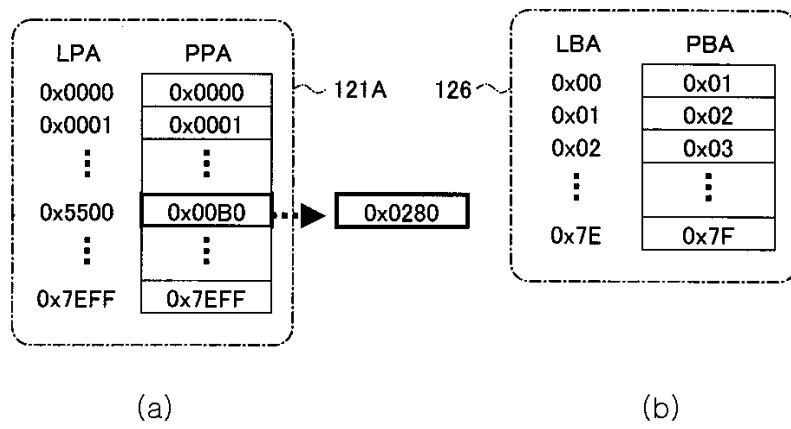 LPA PPA
0x0000 0x0000
0x0001 0x0001
0x5500 0x00B0 0x0280
0x7EFF 0x7EFF
121A
126
LBA PBA
0x00 0x01
0x01 0x02
0x02 0x03
0x7E 0x7F
(a)
(b)